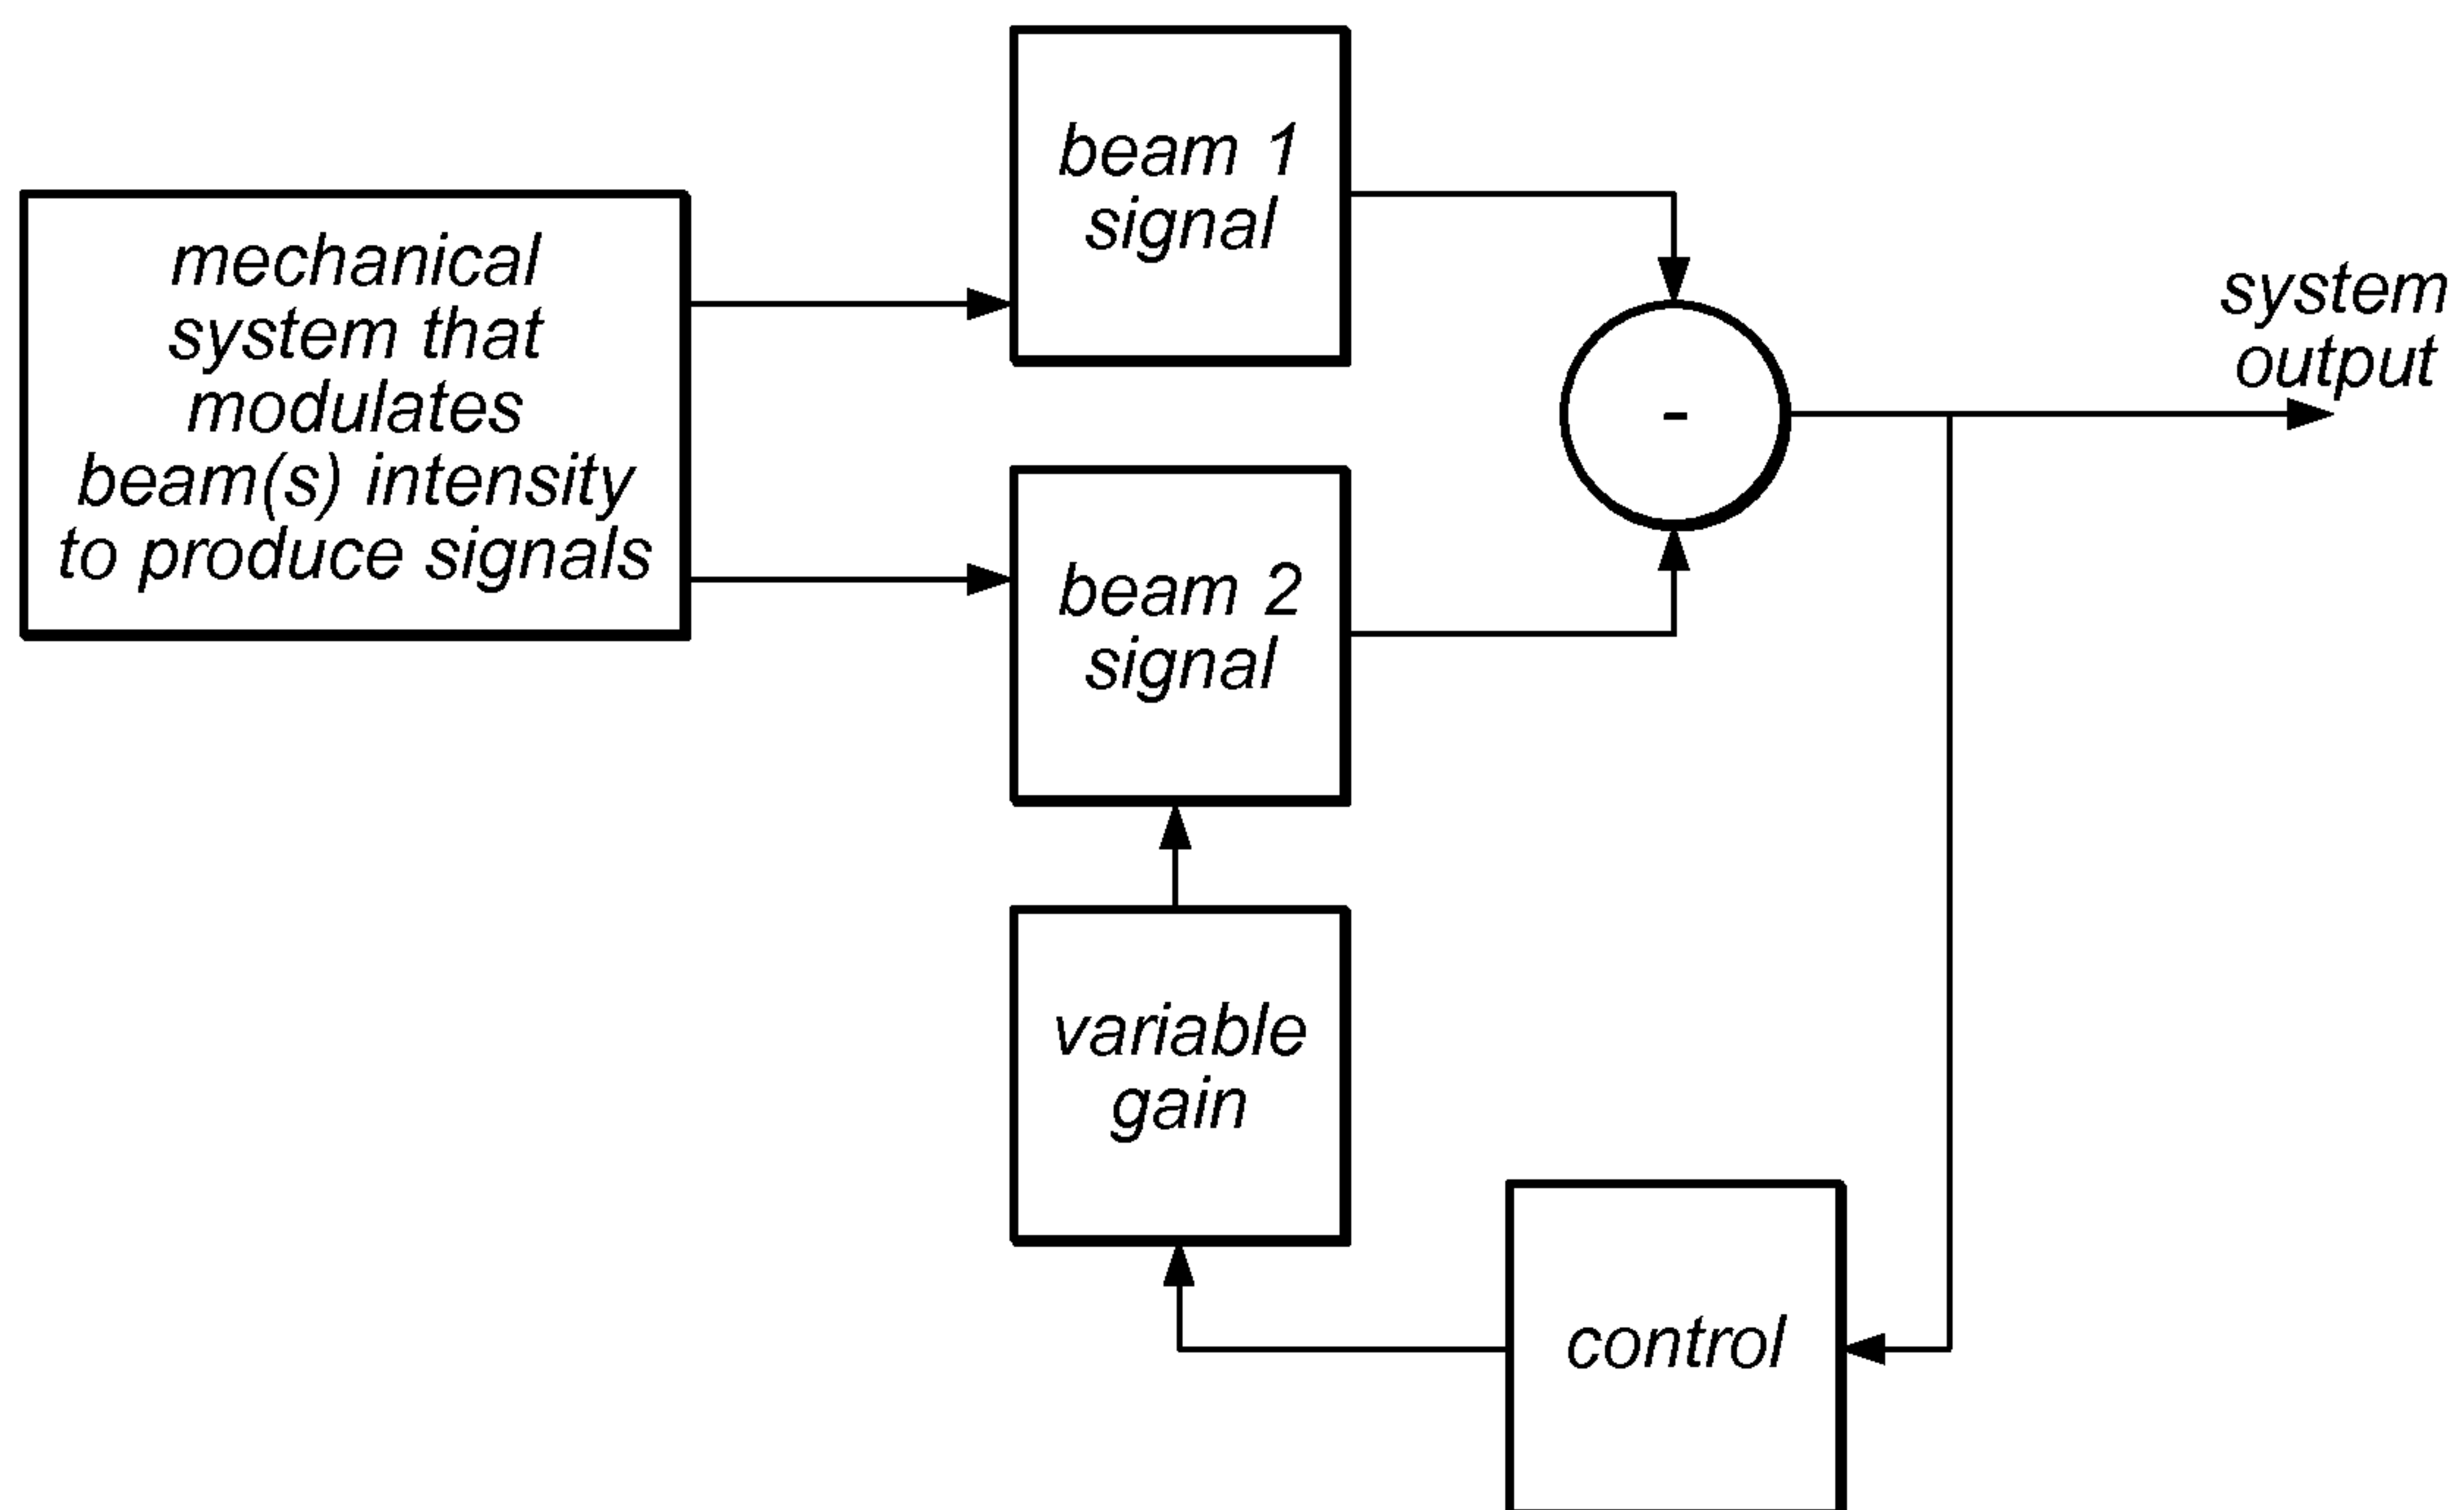 beam 1
signal
mechanical
system that
modulates
beam(s) intensity
to produce signals
-
system
output
beam 2
signal
variable
gain
control